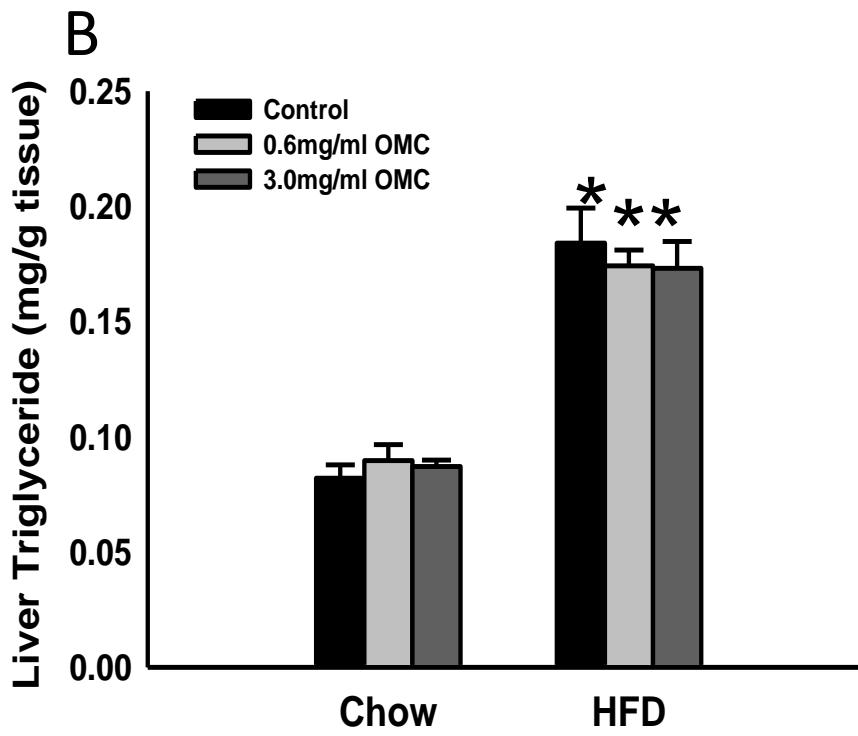 B
Liver Triglyceride (mg/g tissue)
0.25
0.20
0.15
0.10
0.05
0.00
Control
0.6mg/ml OMC
3.0mg/ml OMC
* * *
Chow HFD